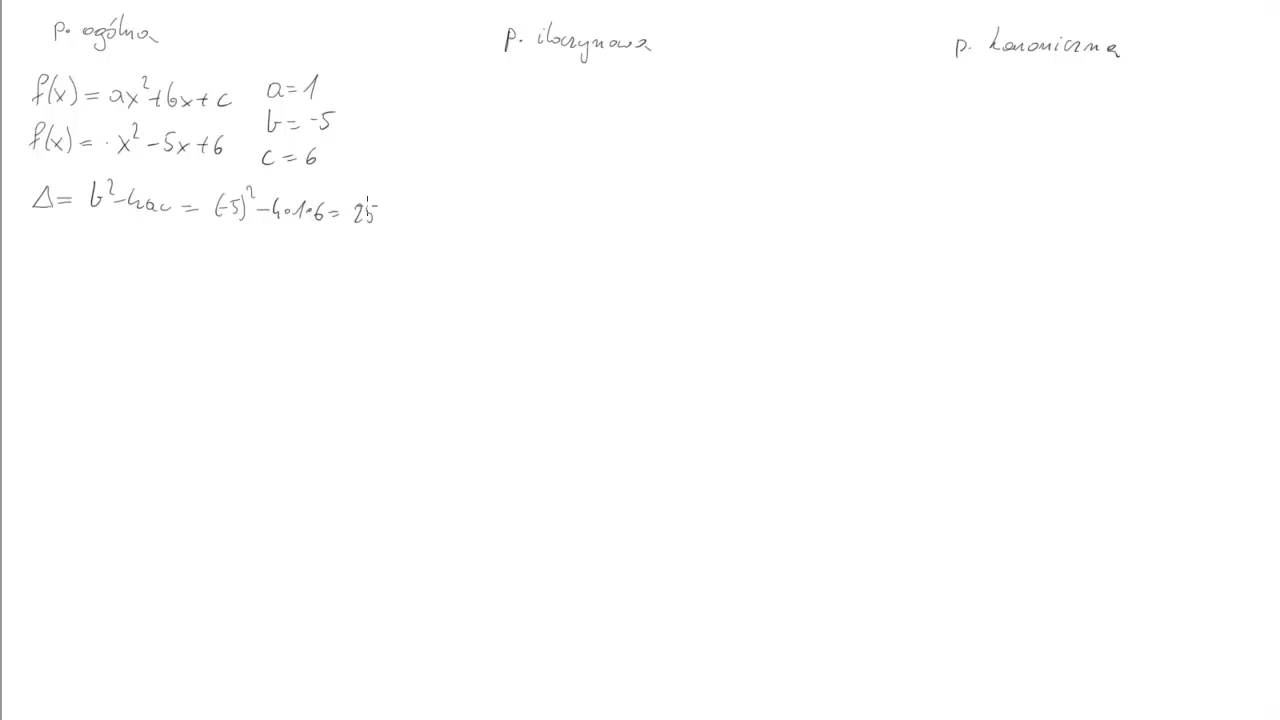 p. ogólna
p. iloczynowa
p. kanoniczna
f(x) = ax²+bx+c
a=1
f(x) = x²-5x+6
b=-5
c=6
Δ= b²-4ac = (-5)²-4·1·6= 25